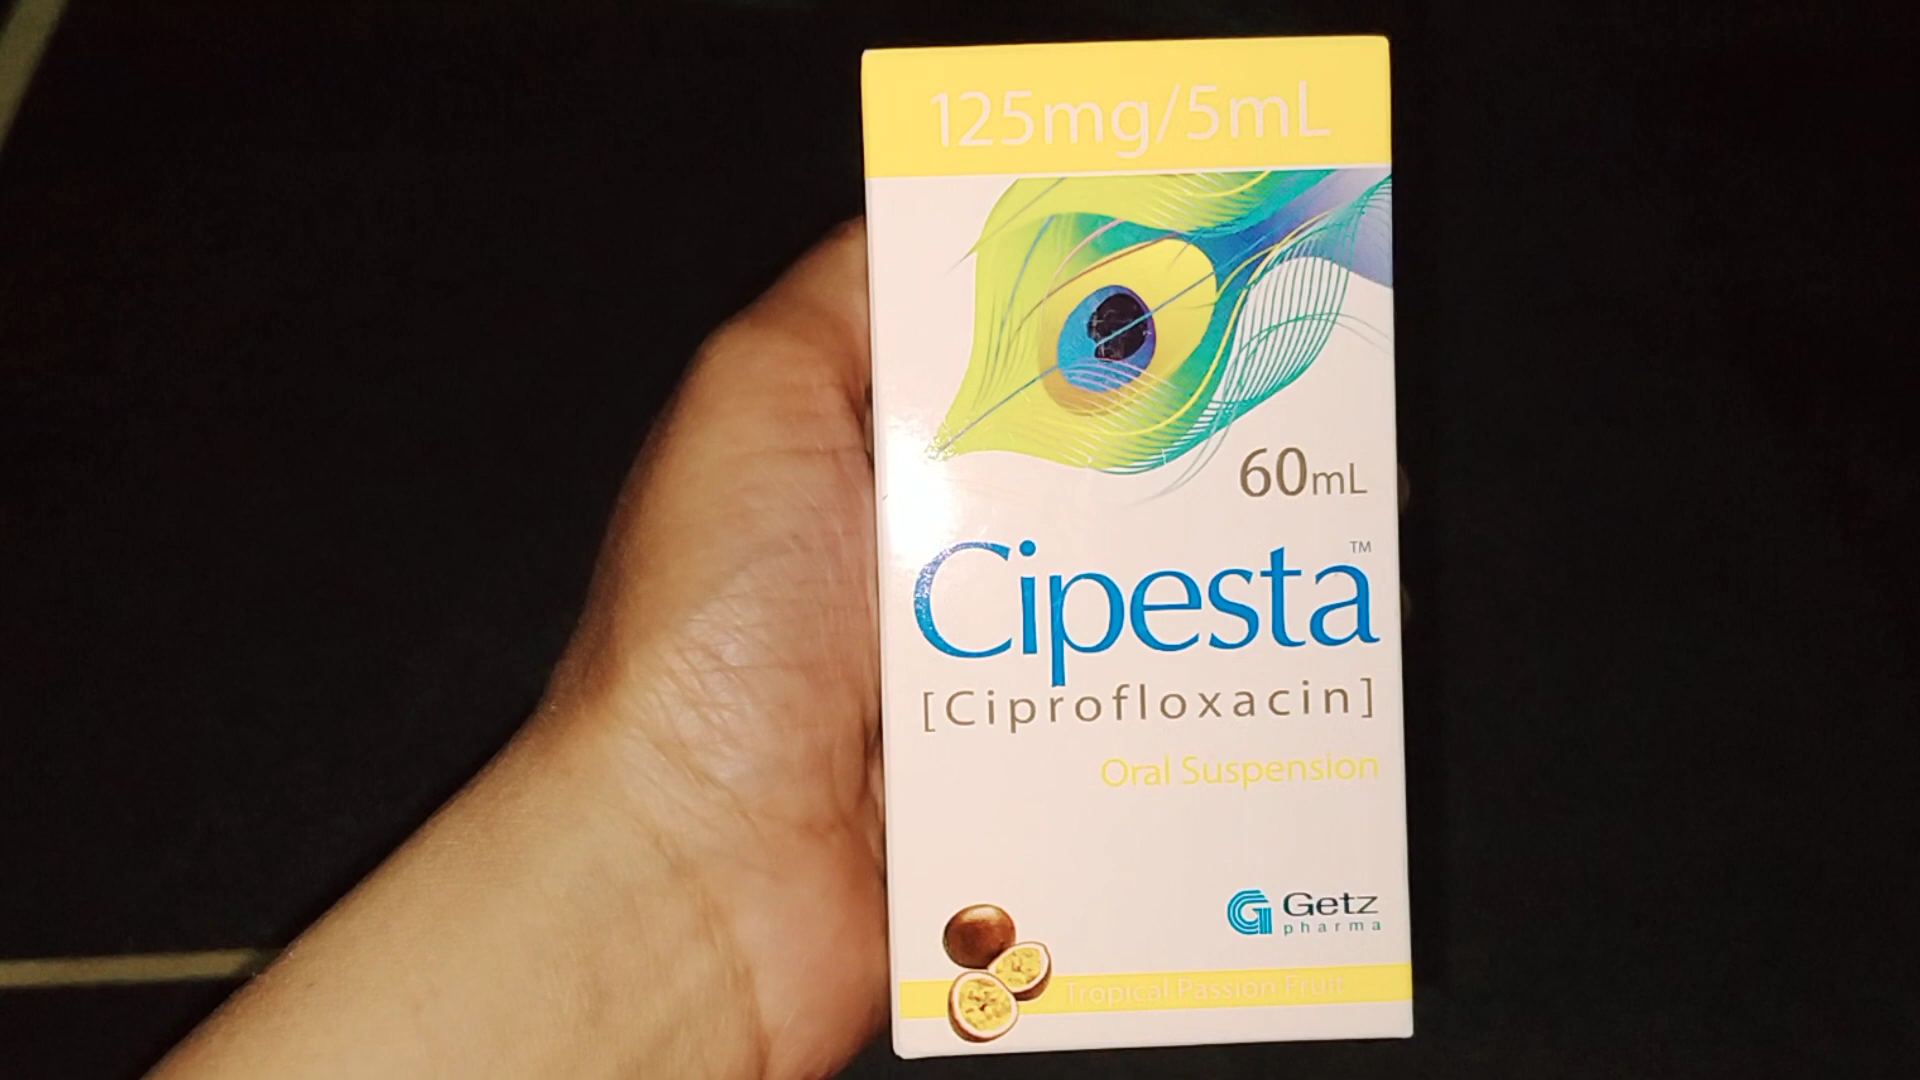 125mg/5mL
60mL
Cipesta™
[Ciprofloxacin]
Oral Suspension
Getz
pharma
Tropical Passion Fruit